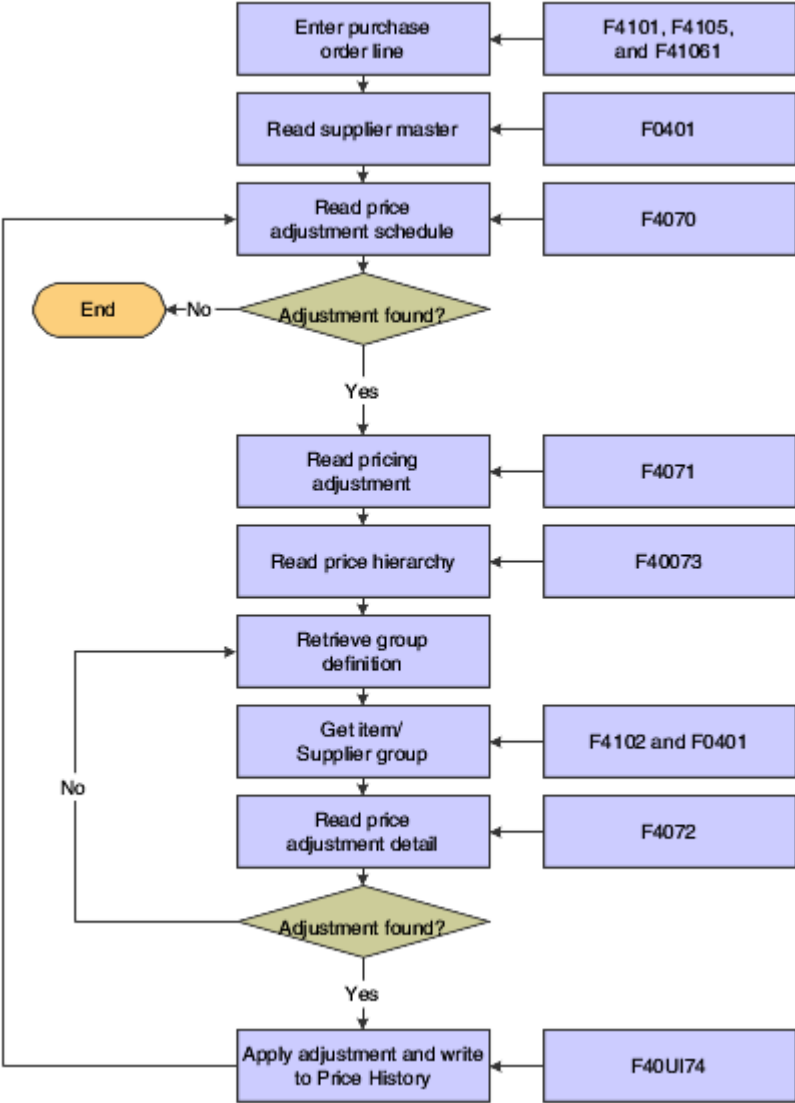 Enter purchase
order line
F4101, F4105,
and F41061
Read supplier master
F0401
Read price
adjustment schedule
F4070
End
No
Adjustment found?
Yes
Read pricing
adjustment
F4071
Read price hierarchy
F40073
Retrieve group
definition
Get item/
Supplier group
F4102 and F0401
No
Read price
adjustment detail
F4072
Adjustment found?
Yes
Apply adjustment and write
to Price History
F40UI74